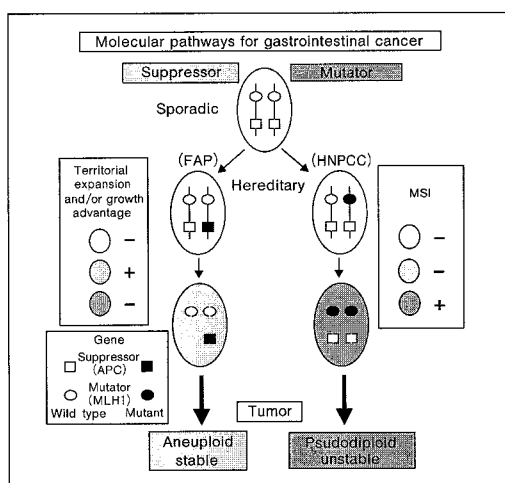 Molecular pathways for gastrointestinal cancer
Suppressor
Mutator
Sporadic
(FAP)
(HNPCC)
Hereditary
Territorial
expansion
and/or growth
advantage
−
+
−
MSI
−
−
+
Gene
Suppressor
(APC)
Mutator
(MLH1)
Wild type Mutant
Tumor
Aneuploid
stable
Psudodiploid
unstable